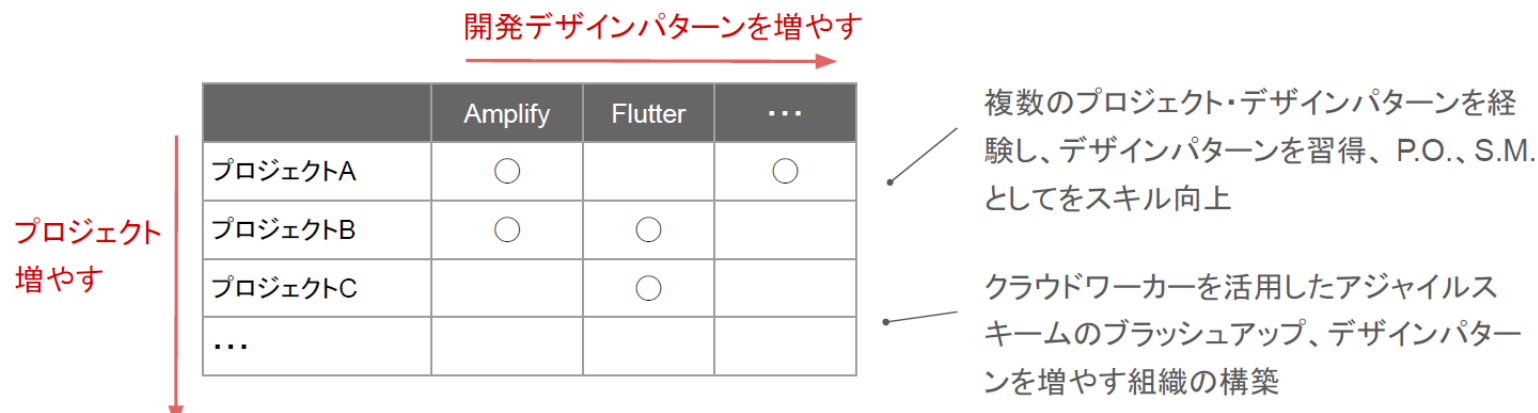 開発デザインパターンを増やす
Amplify Flutter ・・・
プロジェクトA ○ ○
プロジェクトB ○ ○
プロジェクトC ○
・・・
プロジェクト
増やす
複数のプロジェクト・デザインパターンを経
験し、デザインパターンを習得、P.O.、S.M.
としてをスキル向上
クラウドワーカーを活用したアジャイルス
キームのブラッシュアップ、デザインパター
ンを増やす組織の構築